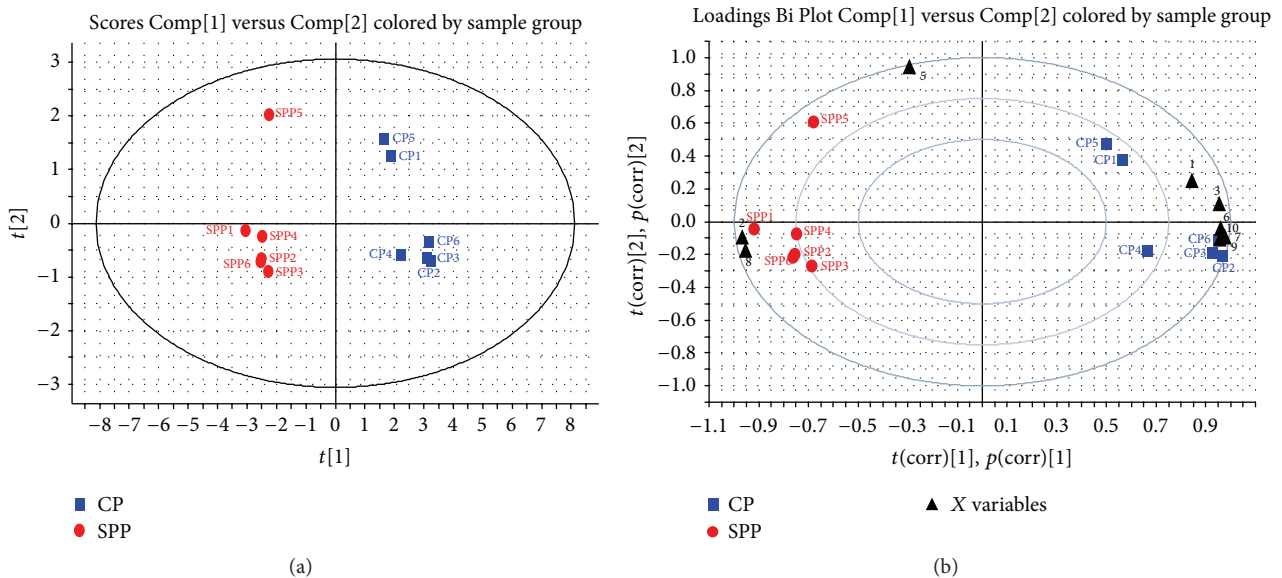 Scores Comp[1] versus Comp[2] colored by sample group
3
2
1
0
−1
−2
−3
t[2]
SPP5
CP5
CP1
SPP1
SPP4
SPP2
SPP6
SPP3
CP6
CP4
CP3
CP2
−8 −7 −6 −5 −4 −3 −2 −1 0 1 2 3 4 5 6 7 8
t[1]
CP
SPP
(a)
Loadings Bi Plot Comp[1] versus Comp[2] colored by sample group
1.0
0.8
0.6
0.4
0.2
0.0
−0.2
−0.4
−0.6
−0.8
−1.0
t(corr)[2], p(corr)[2]
5
SPP5
CP5
CP1
1
3
SPP1
2
8
SPP4
SPP2
SPP6
SPP3
6
10
7
9
CP6
CP4
CP3
CP2
−1.1 −0.9 −0.7 −0.5 −0.3 −0.1 0.1 0.3 0.5 0.7 0.9
t(corr)[1], p(corr)[1]
CP
SPP
X variables
(b)